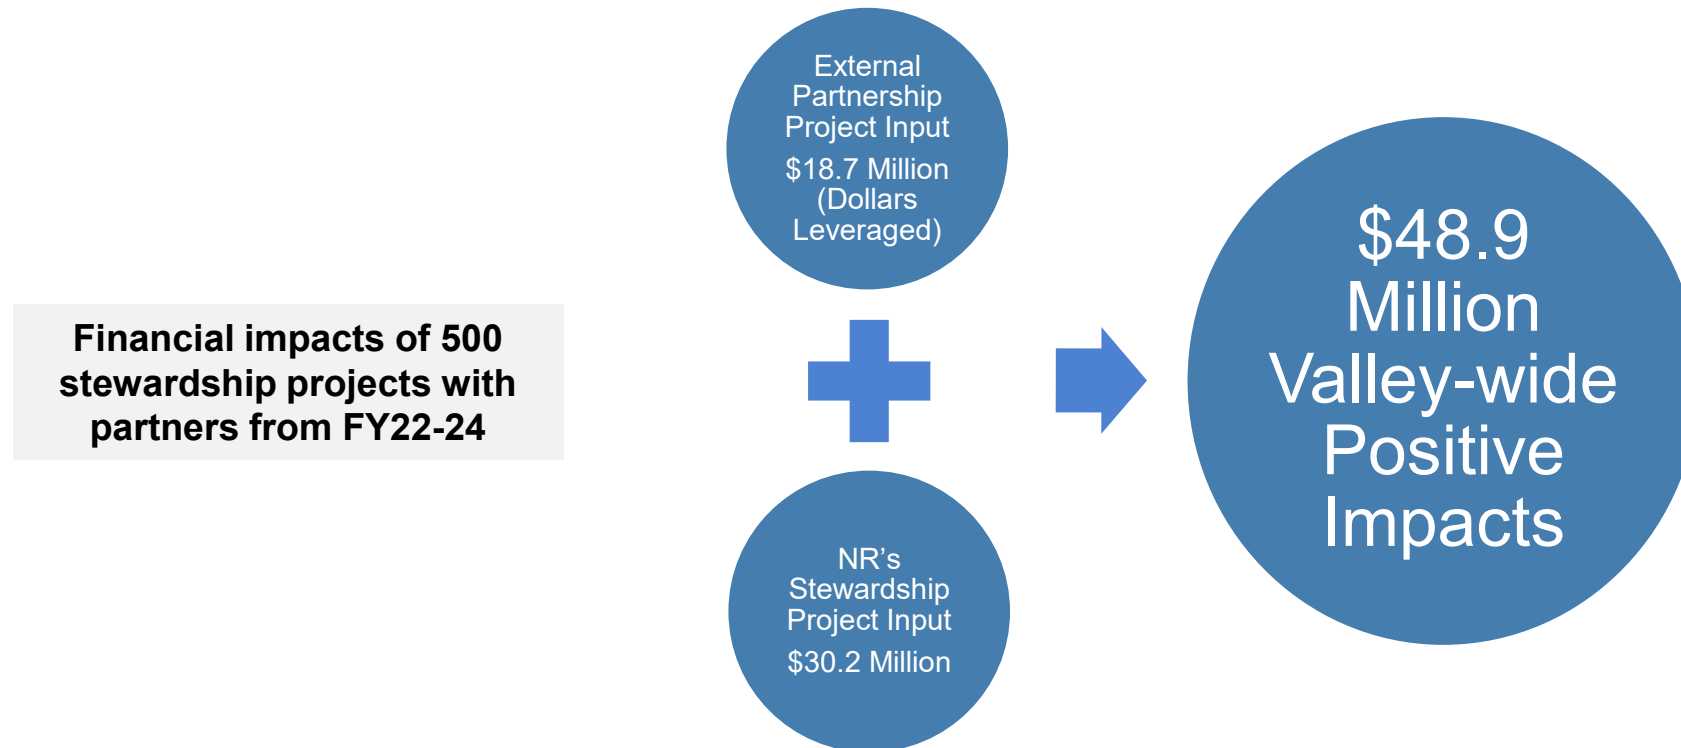 Financial impacts of 500
stewardship projects with
partners from FY22-24
External
Partnership
Project Input
$18.7 Million
(Dollars
Leveraged)
NR’s
Stewardship
Project Input
$30.2 Million
$48.9
Million
Valley-wide
Positive
Impacts